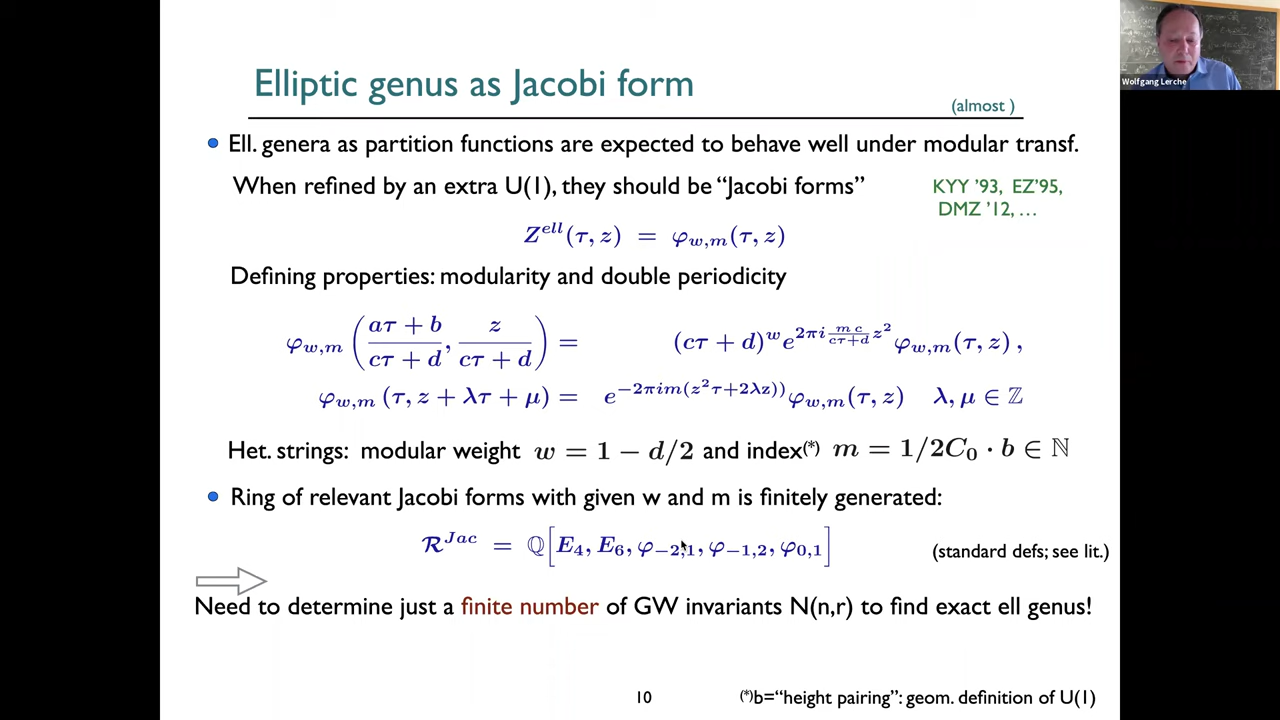 Elliptic genus as Jacobi form
(almost )
Wolfgang Lerche
• Ell. genera as partition functions are expected to behave well under modular transf.
When refined by an extra U(1), they should be “Jacobi forms”
KYY ’93, EZ’95,
DMZ ’12, …
Z^{ell}(τ, z) = φ_{w,m}(τ, z)
Defining properties: modularity and double periodicity
φ_{w,m} ( (aτ + b)/(cτ + d) , z/(cτ + d) ) = (cτ + d)^w e^{2πi \frac{m c}{cτ+d} z^2} φ_{w,m}(τ, z) ,
φ_{w,m} (τ, z + λτ + μ) = e^{−2πim(z^2τ+2λz))} φ_{w,m}(τ, z) λ, μ ∈ ℤ
Het. strings: modular weight w = 1 − d/2 and index(*) m = 1/2C_0 · b ∈ ℕ
• Ring of relevant Jacobi forms with given w and m is finitely generated:
R^{Jac} = ℚ[E_4, E_6, φ_{−2,1}, φ_{−1,2}, φ_{0,1}]
(standard defs; see lit.)
Need to determine just a finite number of GW invariants N(n,r) to find exact ell genus!
10
(*)b=“height pairing”: geom. definition of U(1)